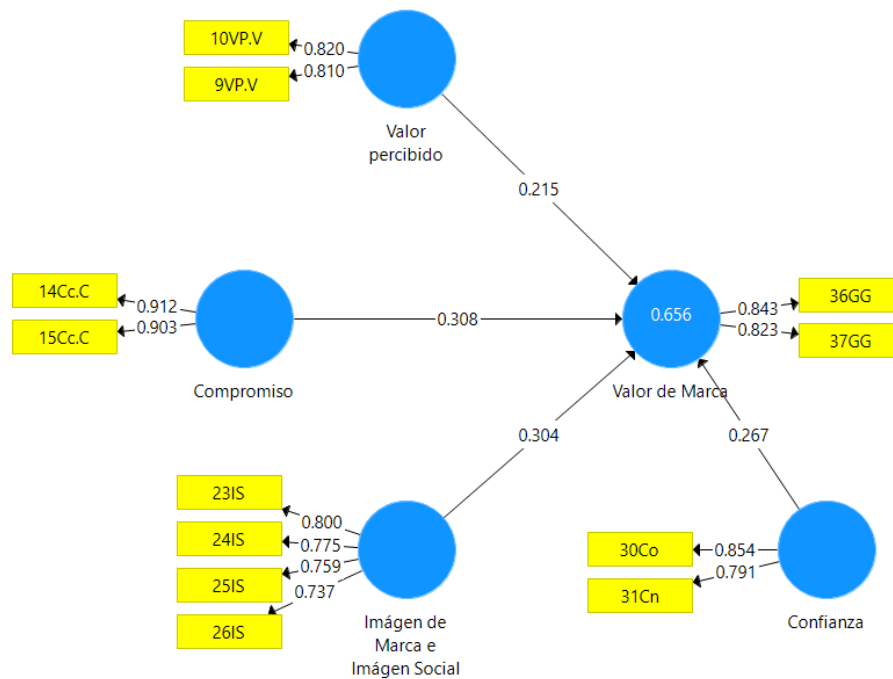 10VP.V
0.820
9VP.V
0.810
Valor
percibido
0.215
14Cc.C
0.912
15Cc.C
0.903
Compromiso
0.308
0.656
Valor de Marca
0.843
36GG
0.823
37GG
0.304
0.267
23IS
0.800
24IS
0.775
25IS
0.759
26IS
0.737
Imágen de
Marca e
Imágen Social
30Co
0.854
31Cn
0.791
Confianza